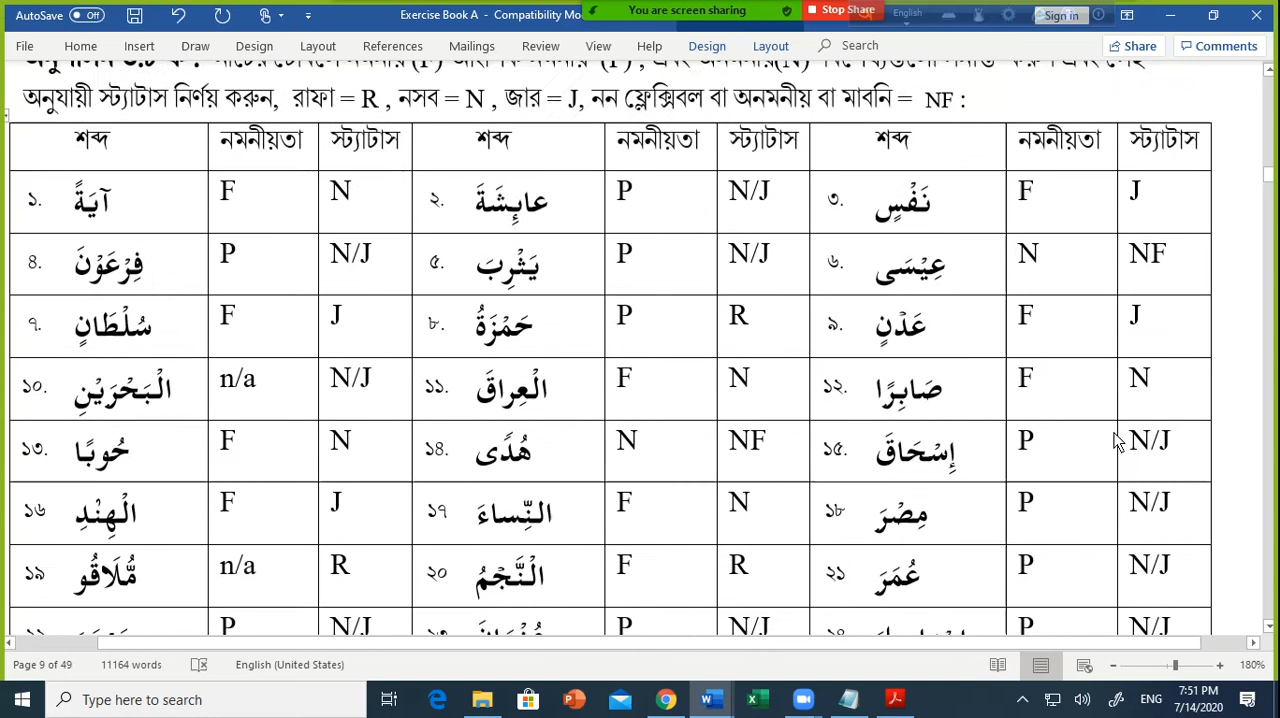 AutoSave Off
Exercise Book A - Compatibility Mo...
You are screen sharing
Stop Share
English
Sign in
File Home Insert Draw Design Layout References Mailings Review View Help Design Layout Search Share Comments
অনুযায়ী স্ট্যাটাস নির্ণয় করুন, রাফা = R , নসব = N , জার = J, নন ফ্লেক্সিবল বা অনমনীয় বা মাবনি = NF :
শব্দ নমনীয়তা স্ট্যাটাস শব্দ নমনীয়তা স্ট্যাটাস শব্দ নমনীয়তা স্ট্যাটাস
১. آيَةً F N ২. عائِشَةَ P N/J ৩. نَفْسٍ F J
৪. فِرْعَوْنَ P N/J ৫. يَثْرِبَ P N/J ৬. عِيْسَى N NF
৭. سُلْطَانٍ F J ৮. حَمْزَةُ P R ৯. عَدْنٍ F J
১০. الْبَحْرَيْنِ n/a N/J ১১. الْعِراقَ F N ১২. صَابِرًا F N
১৩. حُوبًا F N ১৪. هُدًى N NF ১৫. إِسْحَاقَ P N/J
১৬ الْهِنْدِ F J ১৭ النِّساءَ F N ১৮ مِصْرَ P N/J
১৯ مُّلَاقُو n/a R ২০ الْنَّجْمُ F R ২১ عُمَرَ P N/J
P N/J P N/J P N/J
Page 9 of 49 11164 words English (United States) 180%
Type here to search
ENG
7:51 PM
7/14/2020